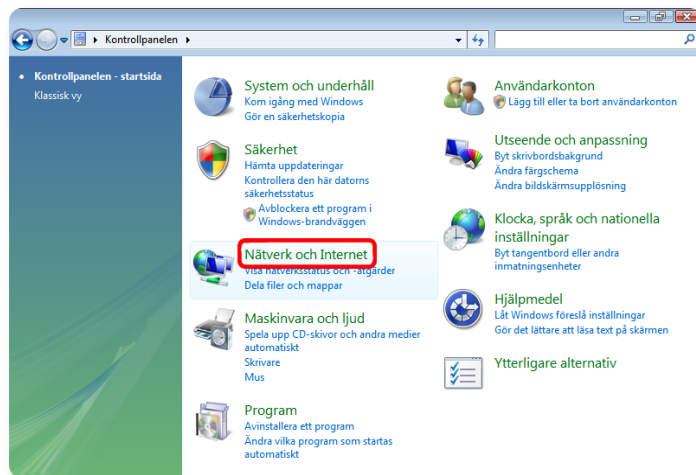 Kontrollpanelen
Kontrollpanelen - startsida
Klassisk vy
System och underhåll
Kom igång med Windows
Gör en säkerhetskopia
Säkerhet
Hämta uppdateringar
Kontrollera den här datorns
säkerhetsstatus
Avblockera ett program i
Windows-brandväggen
Nätverk och Internet
Visa nätverksstatus och -åtgärder
Dela filer och mappar
Maskinvara och ljud
Spela upp CD-skivor och andra medier
automatiskt
Skrivare
Mus
Program
Avinstallera ett program
Ändra vilka program som startas
automatiskt
Användarkonton
Lägg till eller ta bort användarkonton
Utseende och anpassning
Byt skrivbordsbakgrund
Ändra färgschema
Ändra bildskärmsupplösning
Klocka, språk och nationella
inställningar
Byt tangentbord eller andra
inmatningsenheter
Hjälpmedel
Låt Windows föreslå inställningar
Gör det lättare att läsa text på skärmen
Ytterligare alternativ